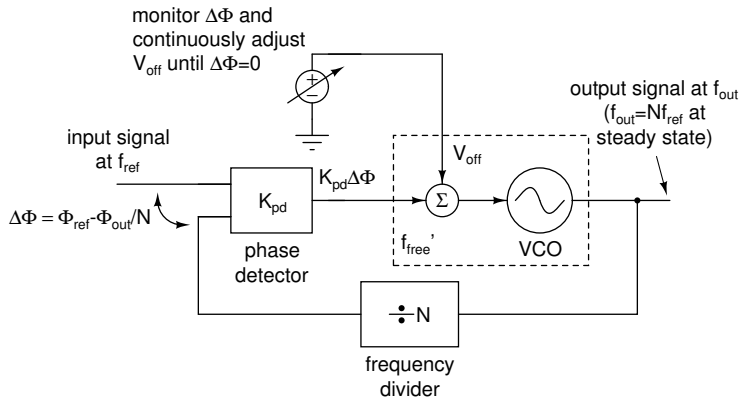 monitor ΔΦ and
continuously adjust
V_off until ΔΦ=0
+
−
output signal at f_out
(f_out=Nf_ref at
steady state)
input signal
at f_ref
ΔΦ = Φ_ref-Φ_out/N
K_pd
phase
detector
K_pdΔΦ
V_off
Σ
f_free'
VCO
÷ N
frequency
divider